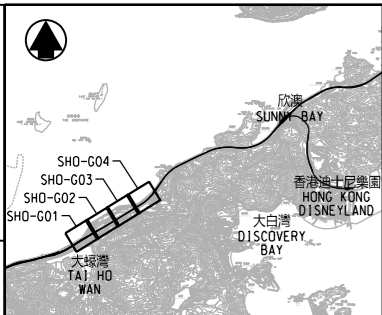 欣澳
SUNNY BAY
SHO-G04
SHO-G03
SHO-G02
SHO-G01
香港迪士尼樂園
HONG KONG
DISNEYLAND
大白灣
DISCOVERY
BAY
大蠔灣
TAI HO
WAN